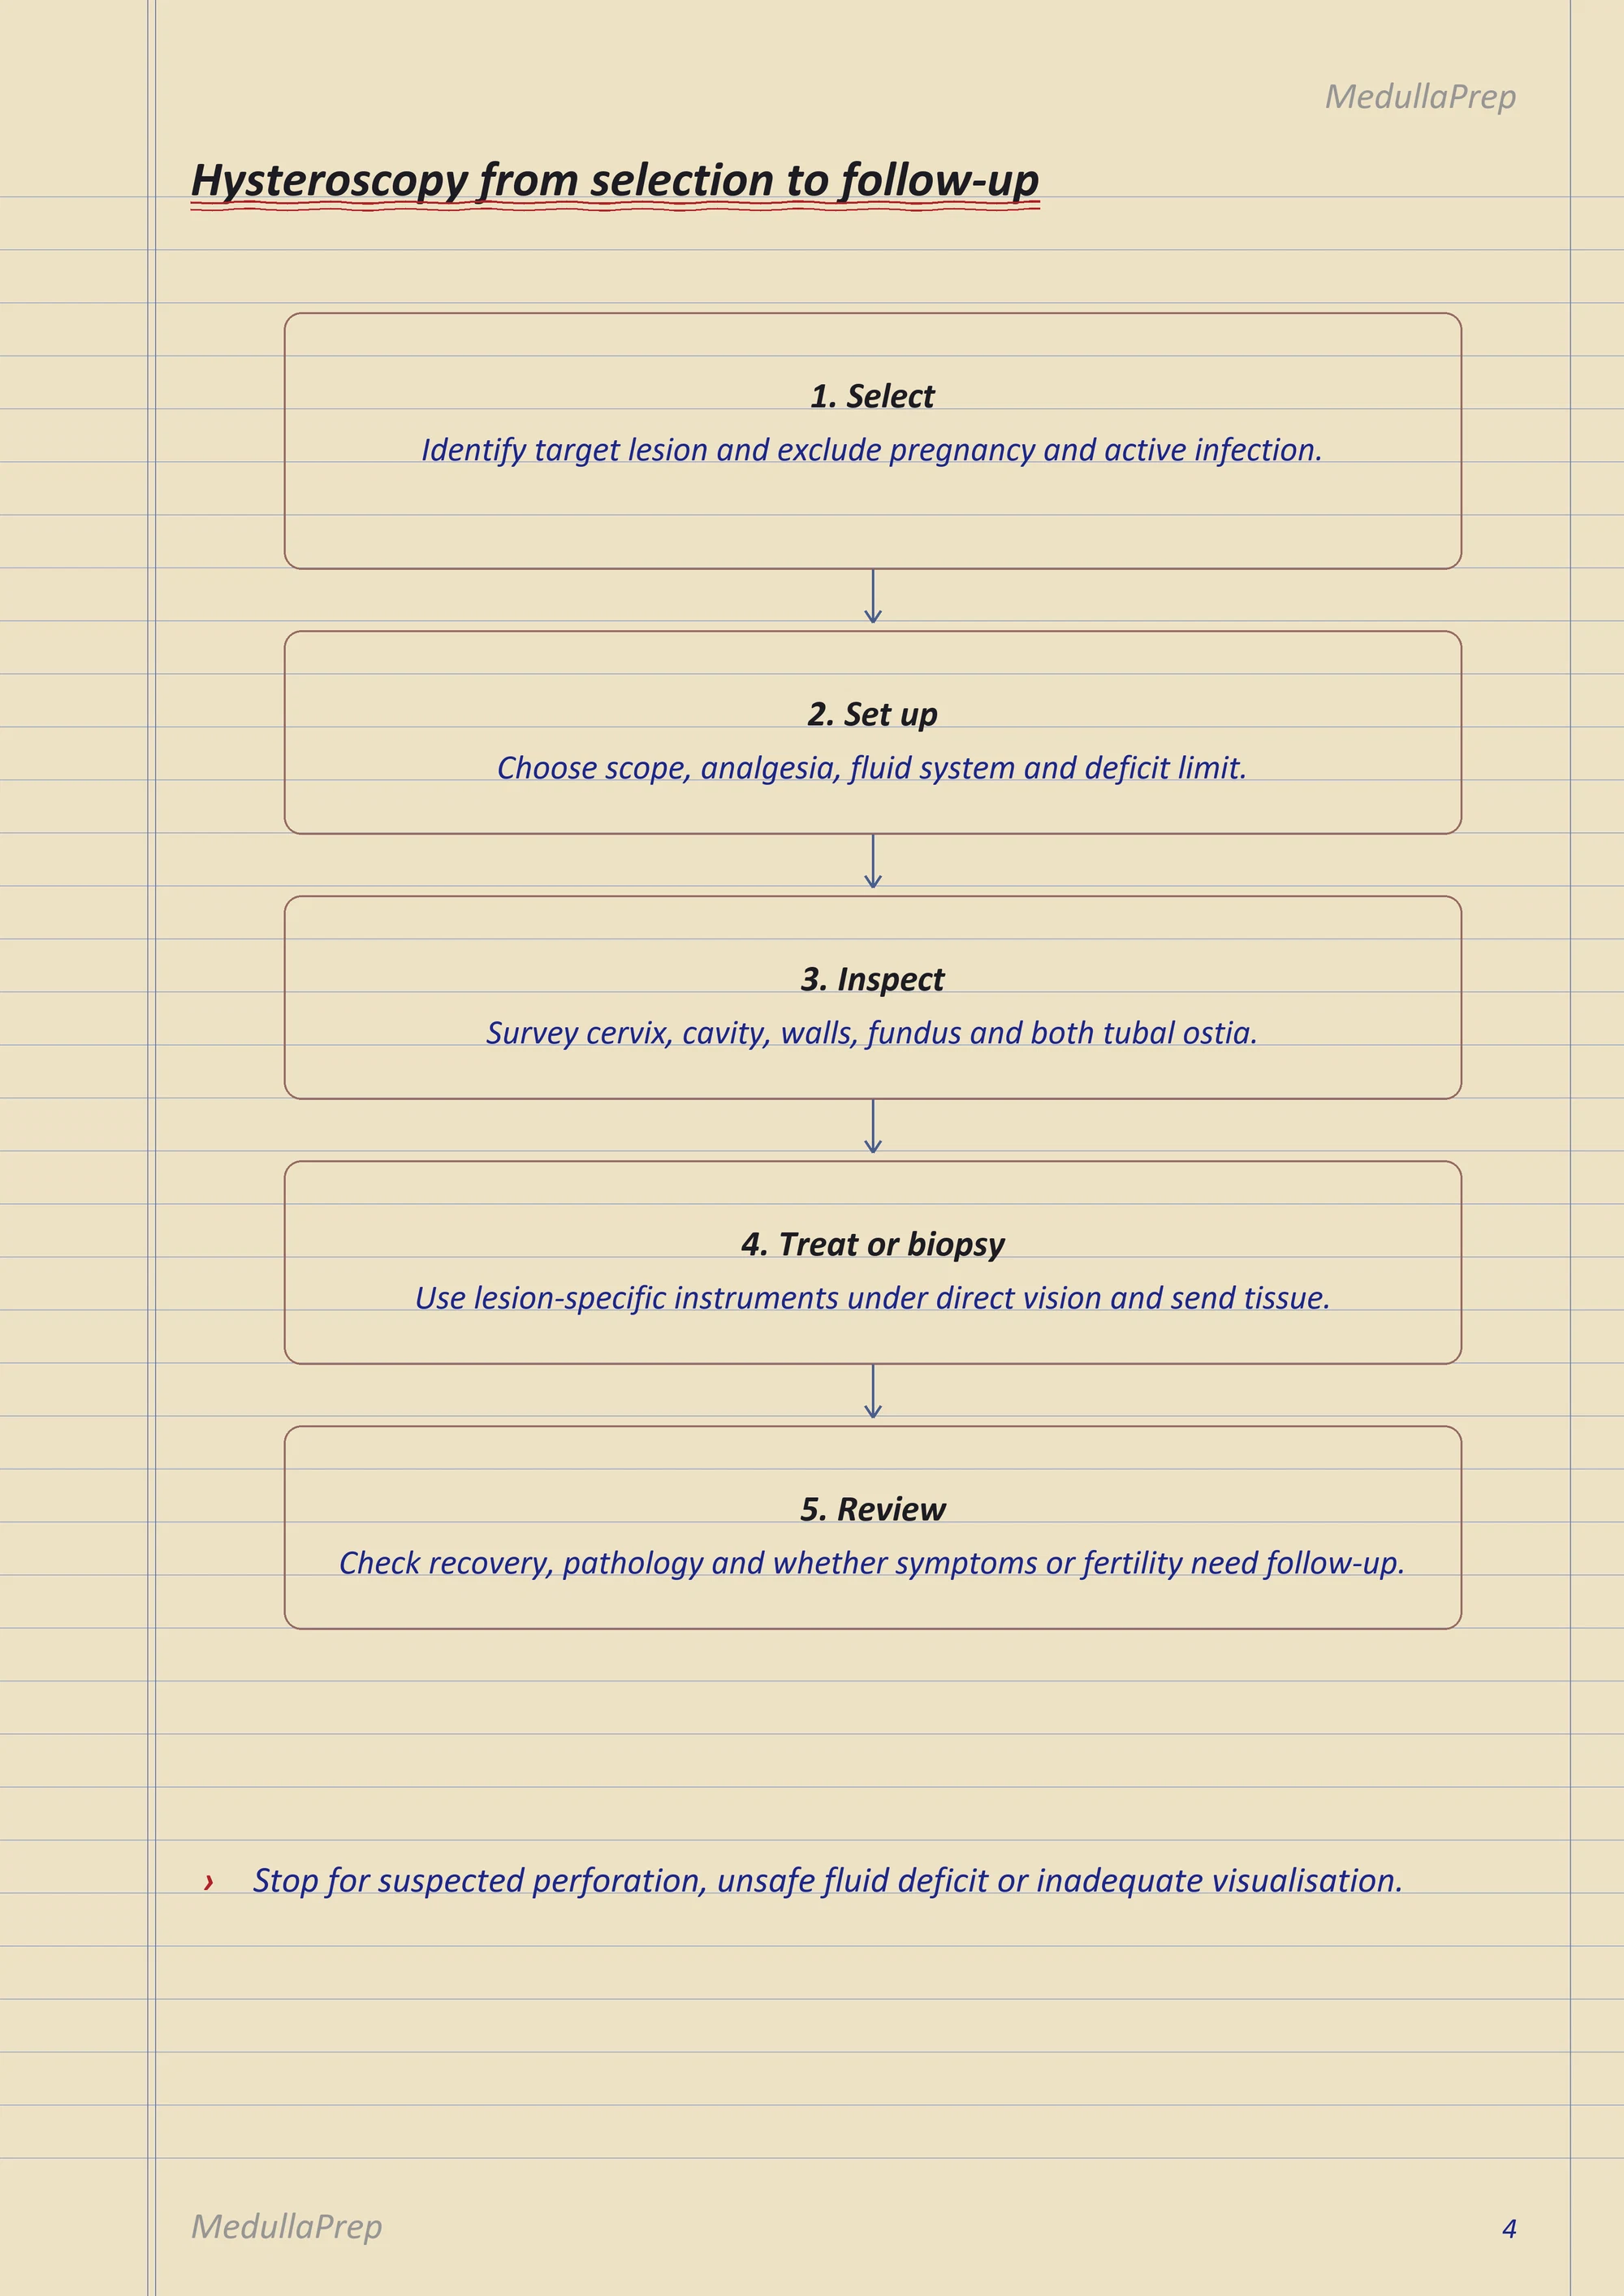 MedullaPrep
Hysteroscopy from selection to follow-up
1. Select
Identify target lesion and exclude pregnancy and active infection.
2. Set up
Choose scope, analgesia, fluid system and deficit limit.
3. Inspect
Survey cervix, cavity, walls, fundus and both tubal ostia.
4. Treat or biopsy
Use lesion-specific instruments under direct vision and send tissue.
5. Review
Check recovery, pathology and whether symptoms or fertility need follow-up.
› Stop for suspected perforation, unsafe fluid deficit or inadequate visualisation.
MedullaPrep
4